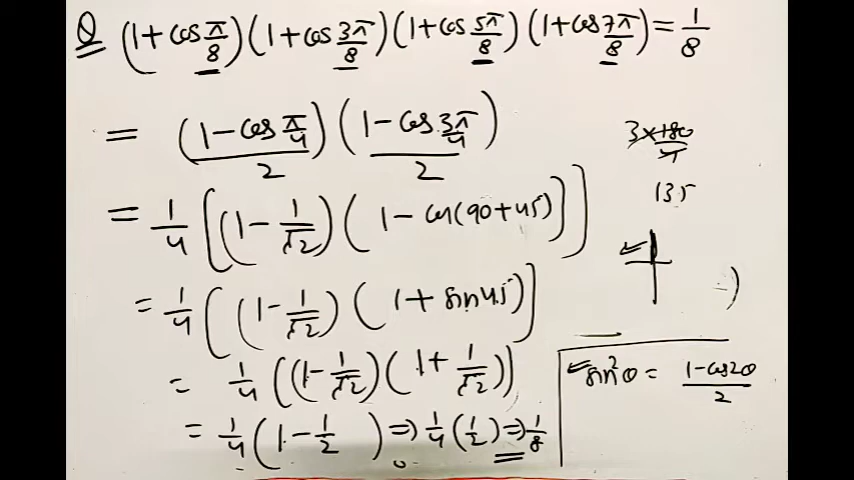 Q (1+cos π/8)(1+cos 3π/8)(1+cos 5π/8)(1+cos 7π/8)=1/8
= (1-cos π/4)/2 (1-cos 3π/4)/2
3×180/4
135
= 1/4 [(1-1/√2)(1-cos(90+45))]
= 1/4 [(1-1/√2)(1+sin45)]
= 1/4 [(1-1/√2)(1+1/√2)]
sin²θ = (1-cos2θ)/2
= 1/4 (1-1/2) ⇒ 1/4 (1/2) ⇒ 1/8